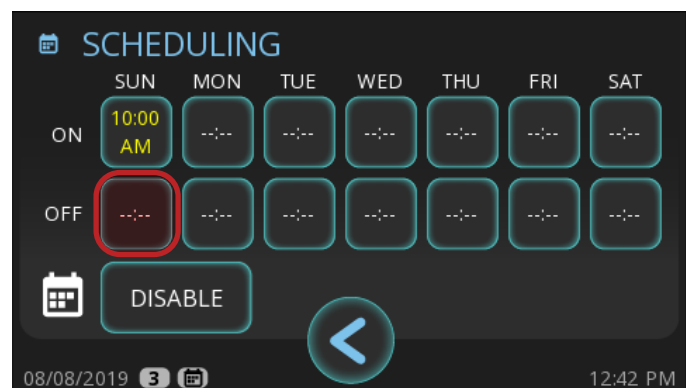 SCHEDULING
SUN MON TUE WED THU FRI SAT
ON 10:00 AM --:-- --:-- --:-- --:-- --:-- --:--
OFF --:-- --:-- --:-- --:-- --:-- --:-- --:--
DISABLE
08/08/2019 3 12:42 PM